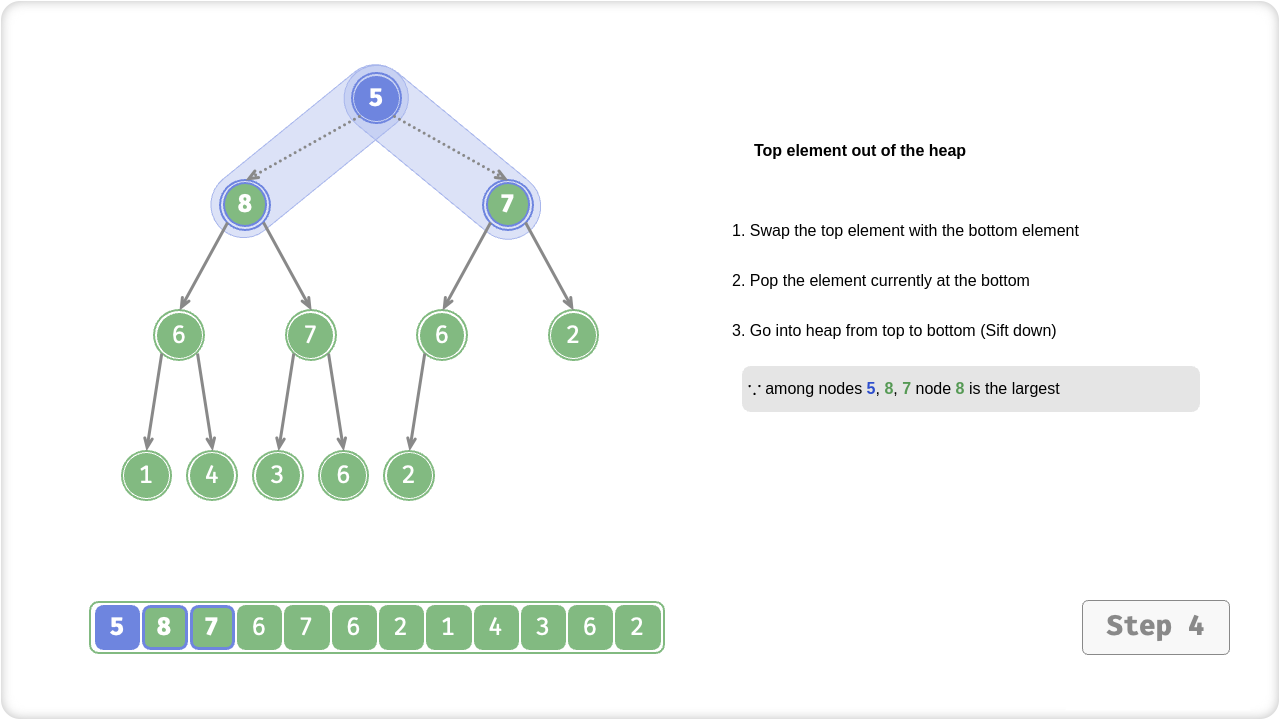 5
Top element out of the heap
8 7
1. Swap the top element with the bottom element
2. Pop the element currently at the bottom
6 7 6 2
3. Go into heap from top to bottom (Sift down)
∵ among nodes 5, 8, 7 node 8 is the largest
1 4 3 6 2
5 8 7 6 7 6 2 1 4 3 6 2
Step 4